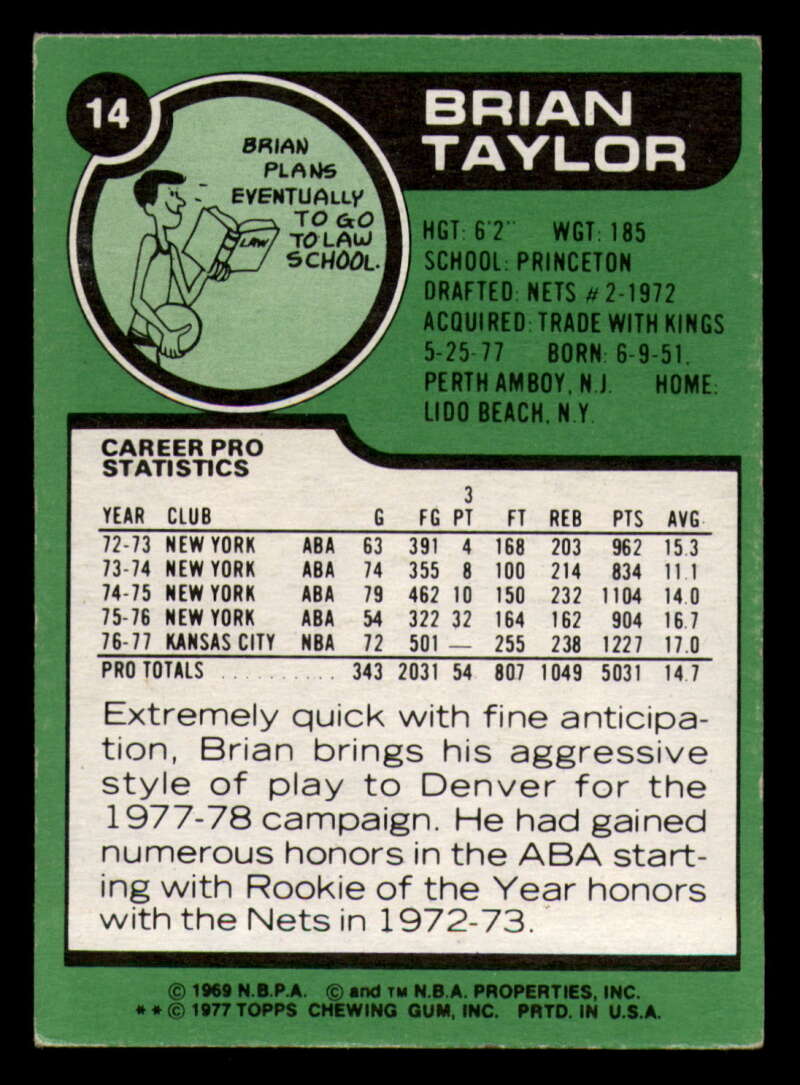 14
BRIAN
PLANS
EVENTUALLY
TO GO
TO LAW
SCHOOL.
LAW
BRIAN
TAYLOR
HGT: 6'2" WGT: 185
SCHOOL: PRINCETON
DRAFTED: NETS #2-1972
ACQUIRED: TRADE WITH KINGS
5-25-77 BORN: 6-9-51,
PERTH AMBOY, N.J. HOME:
LIDO BEACH, N.Y.
CAREER PRO
STATISTICS
YEAR CLUB G FG 3 PT FT REB PTS AVG.
72-73 NEW YORK ABA 63 391 4 168 203 962 15.3
73-74 NEW YORK ABA 74 355 8 100 214 834 11.1
74-75 NEW YORK ABA 79 462 10 150 232 1104 14.0
75-76 NEW YORK ABA 54 322 32 164 162 904 16.7
76-77 KANSAS CITY NBA 72 501 — 255 238 1227 17.0
PRO TOTALS .......... 343 2031 54 807 1049 5031 14.7
Extremely quick with fine anticipa-
tion, Brian brings his aggressive
style of play to Denver for the
1977-78 campaign. He had gained
numerous honors in the ABA start-
ing with Rookie of the Year honors
with the Nets in 1972-73.
© 1969 N.B.P.A. © and TM N.B.A. PROPERTIES, INC.
**© 1977 TOPPS CHEWING GUM, INC. PRTD. IN U.S.A.